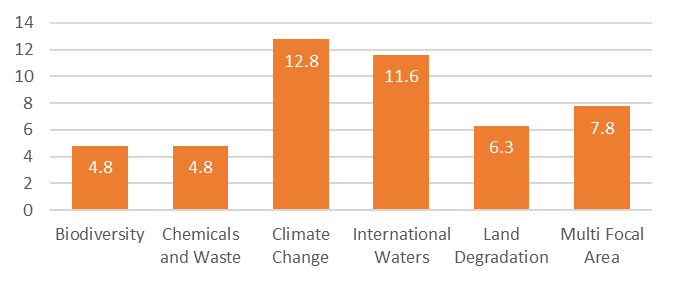 14
12
10
8
6
4
2
0
4.8
4.8
12.8
11.6
6.3
7.8
Biodiversity
Chemicals
and Waste
Climate
Change
International
Waters
Land
Degradation
Multi Focal
Area